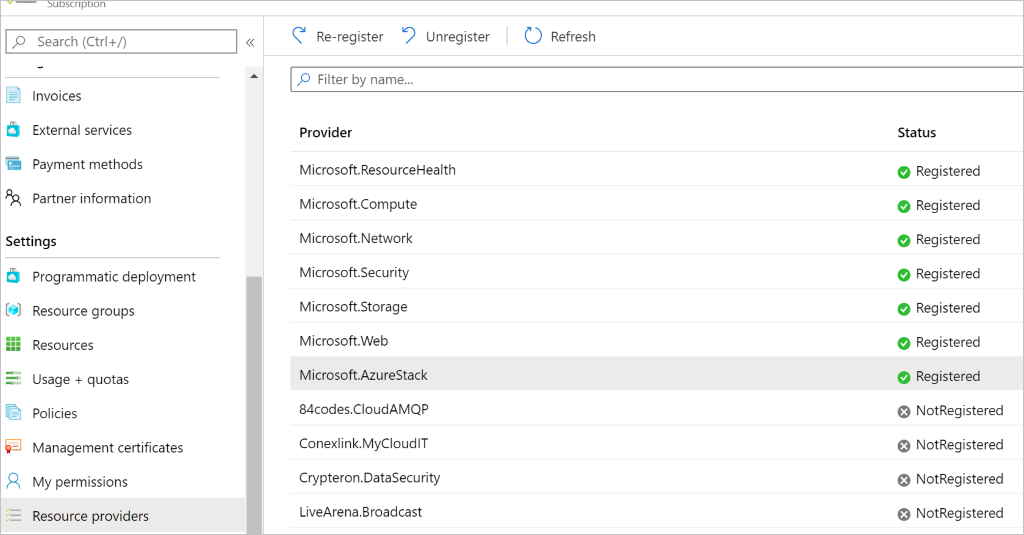 Subscription
Search (Ctrl+/)
«
Invoices
External services
Payment methods
Partner information
Settings
Programmatic deployment
Resource groups
Resources
Usage + quotas
Policies
Management certificates
My permissions
Resource providers
Re-register Unregister Refresh
Filter by name...
Provider Status
Microsoft.ResourceHealth Registered
Microsoft.Compute Registered
Microsoft.Network Registered
Microsoft.Security Registered
Microsoft.Storage Registered
Microsoft.Web Registered
Microsoft.AzureStack Registered
84codes.CloudAMQP NotRegistered
Conexlink.MyCloudIT NotRegistered
Crypteron.DataSecurity NotRegistered
LiveArena.Broadcast NotRegistered